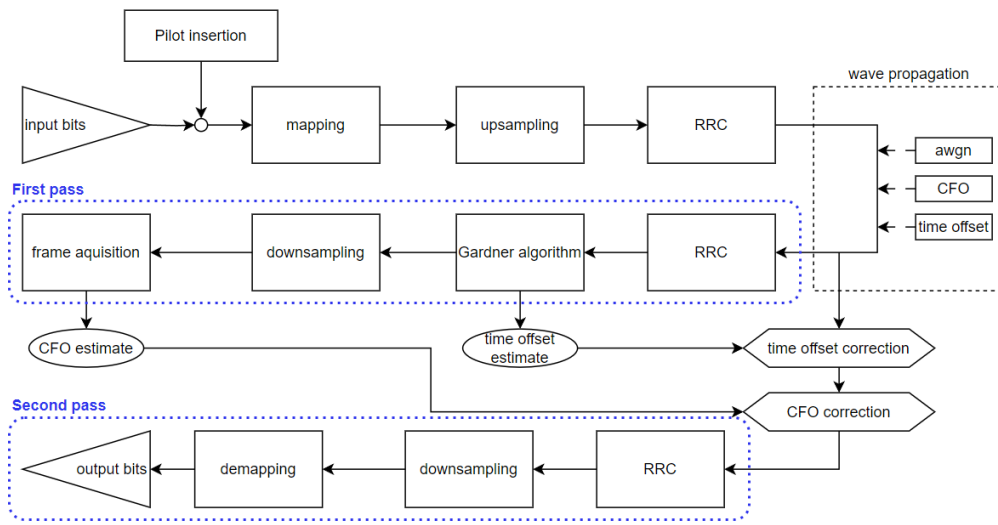 Pilot insertion
wave propagation
input bits
mapping
upsampling
RRC
awgn
CFO
time offset
First pass
frame aquisition
downsampling
Gardner algorithm
RRC
CFO estimate
time offset
estimate
time offset correction
Second pass
CFO correction
output bits
demapping
downsampling
RRC